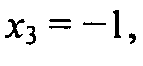 x₃ = −1,